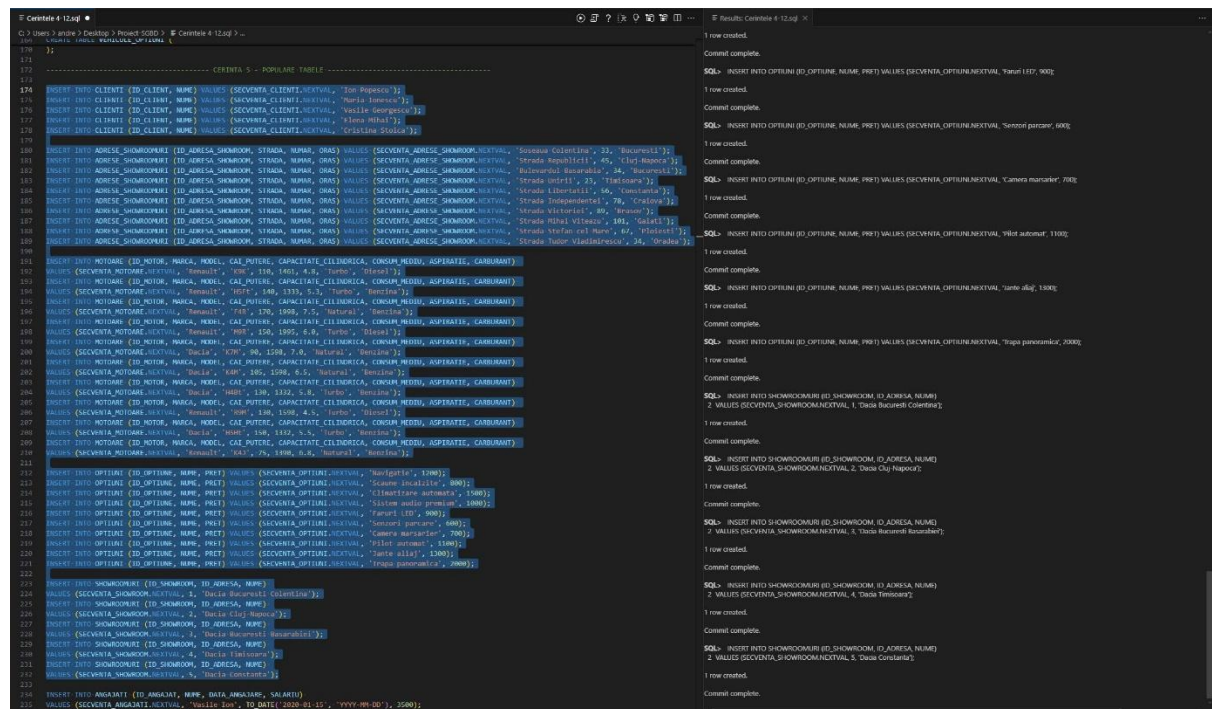 Cerintele 4-12.sql
C: > Users > andre > Desktop > Proiect-SGBD > Cerintele 4-12.sql > ...
170 );
171
172 ---------------------------------------- CERINTA 5 - POPULARE TABELE ----------------------------------------
173
174 INSERT INTO CLIENTI (ID_CLIENT, NUME) VALUES (SECVENTA_CLIENTI.NEXTVAL, 'Ion Popescu');
175 INSERT INTO CLIENTI (ID_CLIENT, NUME) VALUES (SECVENTA_CLIENTI.NEXTVAL, 'Maria Ionescu');
176 INSERT INTO CLIENTI (ID_CLIENT, NUME) VALUES (SECVENTA_CLIENTI.NEXTVAL, 'Vasile Georgescu');
177 INSERT INTO CLIENTI (ID_CLIENT, NUME) VALUES (SECVENTA_CLIENTI.NEXTVAL, 'Elena Mihai');
178 INSERT INTO CLIENTI (ID_CLIENT, NUME) VALUES (SECVENTA_CLIENTI.NEXTVAL, 'Cristina Stoica');
179
180 INSERT INTO ADRESE_SHOWROOMURI (ID_ADRESA_SHOWROOM, STRADA, NUMAR, ORAS) VALUES (SECVENTA_ADRESE_SHOWROOM.NEXTVAL, 'Soseaua Colentina', 33, 'Bucuresti');
181 INSERT INTO ADRESE_SHOWROOMURI (ID_ADRESA_SHOWROOM, STRADA, NUMAR, ORAS) VALUES (SECVENTA_ADRESE_SHOWROOM.NEXTVAL, 'Strada Republicii', 45, 'Cluj-Napoca');
182 INSERT INTO ADRESE_SHOWROOMURI (ID_ADRESA_SHOWROOM, STRADA, NUMAR, ORAS) VALUES (SECVENTA_ADRESE_SHOWROOM.NEXTVAL, 'Bulevardul Basarabia', 34, 'Bucuresti');
183 INSERT INTO ADRESE_SHOWROOMURI (ID_ADRESA_SHOWROOM, STRADA, NUMAR, ORAS) VALUES (SECVENTA_ADRESE_SHOWROOM.NEXTVAL, 'Strada Unirii', 23, 'Timisoara');
184 INSERT INTO ADRESE_SHOWROOMURI (ID_ADRESA_SHOWROOM, STRADA, NUMAR, ORAS) VALUES (SECVENTA_ADRESE_SHOWROOM.NEXTVAL, 'Strada Libertatii', 56, 'Constanta');
185 INSERT INTO ADRESE_SHOWROOMURI (ID_ADRESA_SHOWROOM, STRADA, NUMAR, ORAS) VALUES (SECVENTA_ADRESE_SHOWROOM.NEXTVAL, 'Strada Independentei', 78, 'Craiova');
186 INSERT INTO ADRESE_SHOWROOMURI (ID_ADRESA_SHOWROOM, STRADA, NUMAR, ORAS) VALUES (SECVENTA_ADRESE_SHOWROOM.NEXTVAL, 'Strada Victoriei', 89, 'Brasov');
187 INSERT INTO ADRESE_SHOWROOMURI (ID_ADRESA_SHOWROOM, STRADA, NUMAR, ORAS) VALUES (SECVENTA_ADRESE_SHOWROOM.NEXTVAL, 'Strada Mihai Viteazu', 101, 'Galati');
188 INSERT INTO ADRESE_SHOWROOMURI (ID_ADRESA_SHOWROOM, STRADA, NUMAR, ORAS) VALUES (SECVENTA_ADRESE_SHOWROOM.NEXTVAL, 'Strada Stefan cel Mare', 67, 'Ploiesti');
189 INSERT INTO ADRESE_SHOWROOMURI (ID_ADRESA_SHOWROOM, STRADA, NUMAR, ORAS) VALUES (SECVENTA_ADRESE_SHOWROOM.NEXTVAL, 'Strada Tudor Vladimirescu', 34, 'Oradea');
190
191 INSERT INTO MOTOARE (ID_MOTOR, MARCA, MODEL, CAI_PUTERE, CAPACITATE_CILINDRICA, CONSUM_MEDIU, ASPIRATIE, CARBURANT)
192 VALUES (SECVENTA_MOTOARE.NEXTVAL, 'Renault', 'K9K', 110, 1461, 4.8, 'Turbo', 'Diesel');
193 INSERT INTO MOTOARE (ID_MOTOR, MARCA, MODEL, CAI_PUTERE, CAPACITATE_CILINDRICA, CONSUM_MEDIU, ASPIRATIE, CARBURANT)
194 VALUES (SECVENTA_MOTOARE.NEXTVAL, 'Renault', 'H5Ft', 140, 1333, 5.3, 'Turbo', 'Benzina');
195 INSERT INTO MOTOARE (ID_MOTOR, MARCA, MODEL, CAI_PUTERE, CAPACITATE_CILINDRICA, CONSUM_MEDIU, ASPIRATIE, CARBURANT)
196 VALUES (SECVENTA_MOTOARE.NEXTVAL, 'Renault', 'F4R', 170, 1998, 7.5, 'Natural', 'Benzina');
197 INSERT INTO MOTOARE (ID_MOTOR, MARCA, MODEL, CAI_PUTERE, CAPACITATE_CILINDRICA, CONSUM_MEDIU, ASPIRATIE, CARBURANT)
198 VALUES (SECVENTA_MOTOARE.NEXTVAL, 'Renault', 'M9R', 150, 1995, 6.0, 'Turbo', 'Diesel');
199 INSERT INTO MOTOARE (ID_MOTOR, MARCA, MODEL, CAI_PUTERE, CAPACITATE_CILINDRICA, CONSUM_MEDIU, ASPIRATIE, CARBURANT)
200 VALUES (SECVENTA_MOTOARE.NEXTVAL, 'Dacia', 'K7M', 90, 1598, 7.0, 'Natural', 'Benzina');
201 INSERT INTO MOTOARE (ID_MOTOR, MARCA, MODEL, CAI_PUTERE, CAPACITATE_CILINDRICA, CONSUM_MEDIU, ASPIRATIE, CARBURANT)
202 VALUES (SECVENTA_MOTOARE.NEXTVAL, 'Dacia', 'K4M', 105, 1598, 6.5, 'Natural', 'Benzina');
203 INSERT INTO MOTOARE (ID_MOTOR, MARCA, MODEL, CAI_PUTERE, CAPACITATE_CILINDRICA, CONSUM_MEDIU, ASPIRATIE, CARBURANT)
204 VALUES (SECVENTA_MOTOARE.NEXTVAL, 'Dacia', 'H4Bt', 130, 1332, 5.8, 'Turbo', 'Benzina');
205 INSERT INTO MOTOARE (ID_MOTOR, MARCA, MODEL, CAI_PUTERE, CAPACITATE_CILINDRICA, CONSUM_MEDIU, ASPIRATIE, CARBURANT)
206 VALUES (SECVENTA_MOTOARE.NEXTVAL, 'Renault', 'R9M', 130, 1598, 4.5, 'Turbo', 'Diesel');
207 INSERT INTO MOTOARE (ID_MOTOR, MARCA, MODEL, CAI_PUTERE, CAPACITATE_CILINDRICA, CONSUM_MEDIU, ASPIRATIE, CARBURANT)
208 VALUES (SECVENTA_MOTOARE.NEXTVAL, 'Dacia', 'H5Ht', 150, 1332, 5.5, 'Turbo', 'Benzina');
209 INSERT INTO MOTOARE (ID_MOTOR, MARCA, MODEL, CAI_PUTERE, CAPACITATE_CILINDRICA, CONSUM_MEDIU, ASPIRATIE, CARBURANT)
210 VALUES (SECVENTA_MOTOARE.NEXTVAL, 'Renault', 'K4J', 75, 1390, 6.8, 'Natural', 'Benzina');
211
212 INSERT INTO OPTIUNI (ID_OPTIUNE, NUME, PRET) VALUES (SECVENTA_OPTIUNI.NEXTVAL, 'Navigatie', 1200);
213 INSERT INTO OPTIUNI (ID_OPTIUNE, NUME, PRET) VALUES (SECVENTA_OPTIUNI.NEXTVAL, 'Scaune incalzite', 800);
214 INSERT INTO OPTIUNI (ID_OPTIUNE, NUME, PRET) VALUES (SECVENTA_OPTIUNI.NEXTVAL, 'Climatizare automata', 1500);
215 INSERT INTO OPTIUNI (ID_OPTIUNE, NUME, PRET) VALUES (SECVENTA_OPTIUNI.NEXTVAL, 'Sistem audio premium', 1000);
216 INSERT INTO OPTIUNI (ID_OPTIUNE, NUME, PRET) VALUES (SECVENTA_OPTIUNI.NEXTVAL, 'Faruri LED', 900);
217 INSERT INTO OPTIUNI (ID_OPTIUNE, NUME, PRET) VALUES (SECVENTA_OPTIUNI.NEXTVAL, 'Senzori parcare', 600);
218 INSERT INTO OPTIUNI (ID_OPTIUNE, NUME, PRET) VALUES (SECVENTA_OPTIUNI.NEXTVAL, 'Camera marsarier', 700);
219 INSERT INTO OPTIUNI (ID_OPTIUNE, NUME, PRET) VALUES (SECVENTA_OPTIUNI.NEXTVAL, 'Pilot automat', 1100);
220 INSERT INTO OPTIUNI (ID_OPTIUNE, NUME, PRET) VALUES (SECVENTA_OPTIUNI.NEXTVAL, 'Jante aliaj', 1300);
221 INSERT INTO OPTIUNI (ID_OPTIUNE, NUME, PRET) VALUES (SECVENTA_OPTIUNI.NEXTVAL, 'Trapa panoramica', 2000);
222
223 INSERT INTO SHOWROOMURI (ID_SHOWROOM, ID_ADRESA, NUME)
224 VALUES (SECVENTA_SHOWROOM.NEXTVAL, 1, 'Dacia Bucuresti Colentina');
225 INSERT INTO SHOWROOMURI (ID_SHOWROOM, ID_ADRESA, NUME)
226 VALUES (SECVENTA_SHOWROOM.NEXTVAL, 2, 'Dacia Cluj-Napoca');
227 INSERT INTO SHOWROOMURI (ID_SHOWROOM, ID_ADRESA, NUME)
228 VALUES (SECVENTA_SHOWROOM.NEXTVAL, 3, 'Dacia Bucuresti Basarabiei');
229 INSERT INTO SHOWROOMURI (ID_SHOWROOM, ID_ADRESA, NUME)
230 VALUES (SECVENTA_SHOWROOM.NEXTVAL, 4, 'Dacia Timisoara');
231 INSERT INTO SHOWROOMURI (ID_SHOWROOM, ID_ADRESA, NUME)
232 VALUES (SECVENTA_SHOWROOM.NEXTVAL, 5, 'Dacia Constanta');
233
234 INSERT INTO ANGAJATI (ID_ANGAJAT, NUME, DATA_ANGAJARE, SALARIU)
235 VALUES (SECVENTA_ANGAJATI.NEXTVAL, 'Vasile Ion', TO_DATE('2020-01-15', 'YYYY-MM-DD'), 3500);
Results: Cerintele 4-12.sql
1 row created.
Commit complete.
SQL> INSERT INTO OPTIUNI (ID_OPTIUNE, NUME, PRET) VALUES (SECVENTA_OPTIUNI.NEXTVAL, 'Faruri LED', 900);
1 row created.
Commit complete.
SQL> INSERT INTO OPTIUNI (ID_OPTIUNE, NUME, PRET) VALUES (SECVENTA_OPTIUNI.NEXTVAL, 'Senzori parcare', 600);
1 row created.
Commit complete.
SQL> INSERT INTO OPTIUNI (ID_OPTIUNE, NUME, PRET) VALUES (SECVENTA_OPTIUNI.NEXTVAL, 'Camera marsarier', 700);
1 row created.
Commit complete.
SQL> INSERT INTO OPTIUNI (ID_OPTIUNE, NUME, PRET) VALUES (SECVENTA_OPTIUNI.NEXTVAL, 'Pilot automat', 1100);
1 row created.
Commit complete.
SQL> INSERT INTO OPTIUNI (ID_OPTIUNE, NUME, PRET) VALUES (SECVENTA_OPTIUNI.NEXTVAL, 'Jante aliaj', 1300);
1 row created.
Commit complete.
SQL> INSERT INTO OPTIUNI (ID_OPTIUNE, NUME, PRET) VALUES (SECVENTA_OPTIUNI.NEXTVAL, 'Trapa panoramica', 2000);
1 row created.
Commit complete.
SQL> INSERT INTO SHOWROOMURI (ID_SHOWROOM, ID_ADRESA, NUME)
2 VALUES (SECVENTA_SHOWROOM.NEXTVAL, 1, 'Dacia Bucuresti Colentina');
1 row created.
Commit complete.
SQL> INSERT INTO SHOWROOMURI (ID_SHOWROOM, ID_ADRESA, NUME)
2 VALUES (SECVENTA_SHOWROOM.NEXTVAL, 2, 'Dacia Cluj-Napoca');
1 row created.
Commit complete.
SQL> INSERT INTO SHOWROOMURI (ID_SHOWROOM, ID_ADRESA, NUME)
2 VALUES (SECVENTA_SHOWROOM.NEXTVAL, 3, 'Dacia Bucuresti Basarabiei');
1 row created.
Commit complete.
SQL> INSERT INTO SHOWROOMURI (ID_SHOWROOM, ID_ADRESA, NUME)
2 VALUES (SECVENTA_SHOWROOM.NEXTVAL, 4, 'Dacia Timisoara');
1 row created.
Commit complete.
SQL> INSERT INTO SHOWROOMURI (ID_SHOWROOM, ID_ADRESA, NUME)
2 VALUES (SECVENTA_SHOWROOM.NEXTVAL, 5, 'Dacia Constanta');
1 row created.
Commit complete.